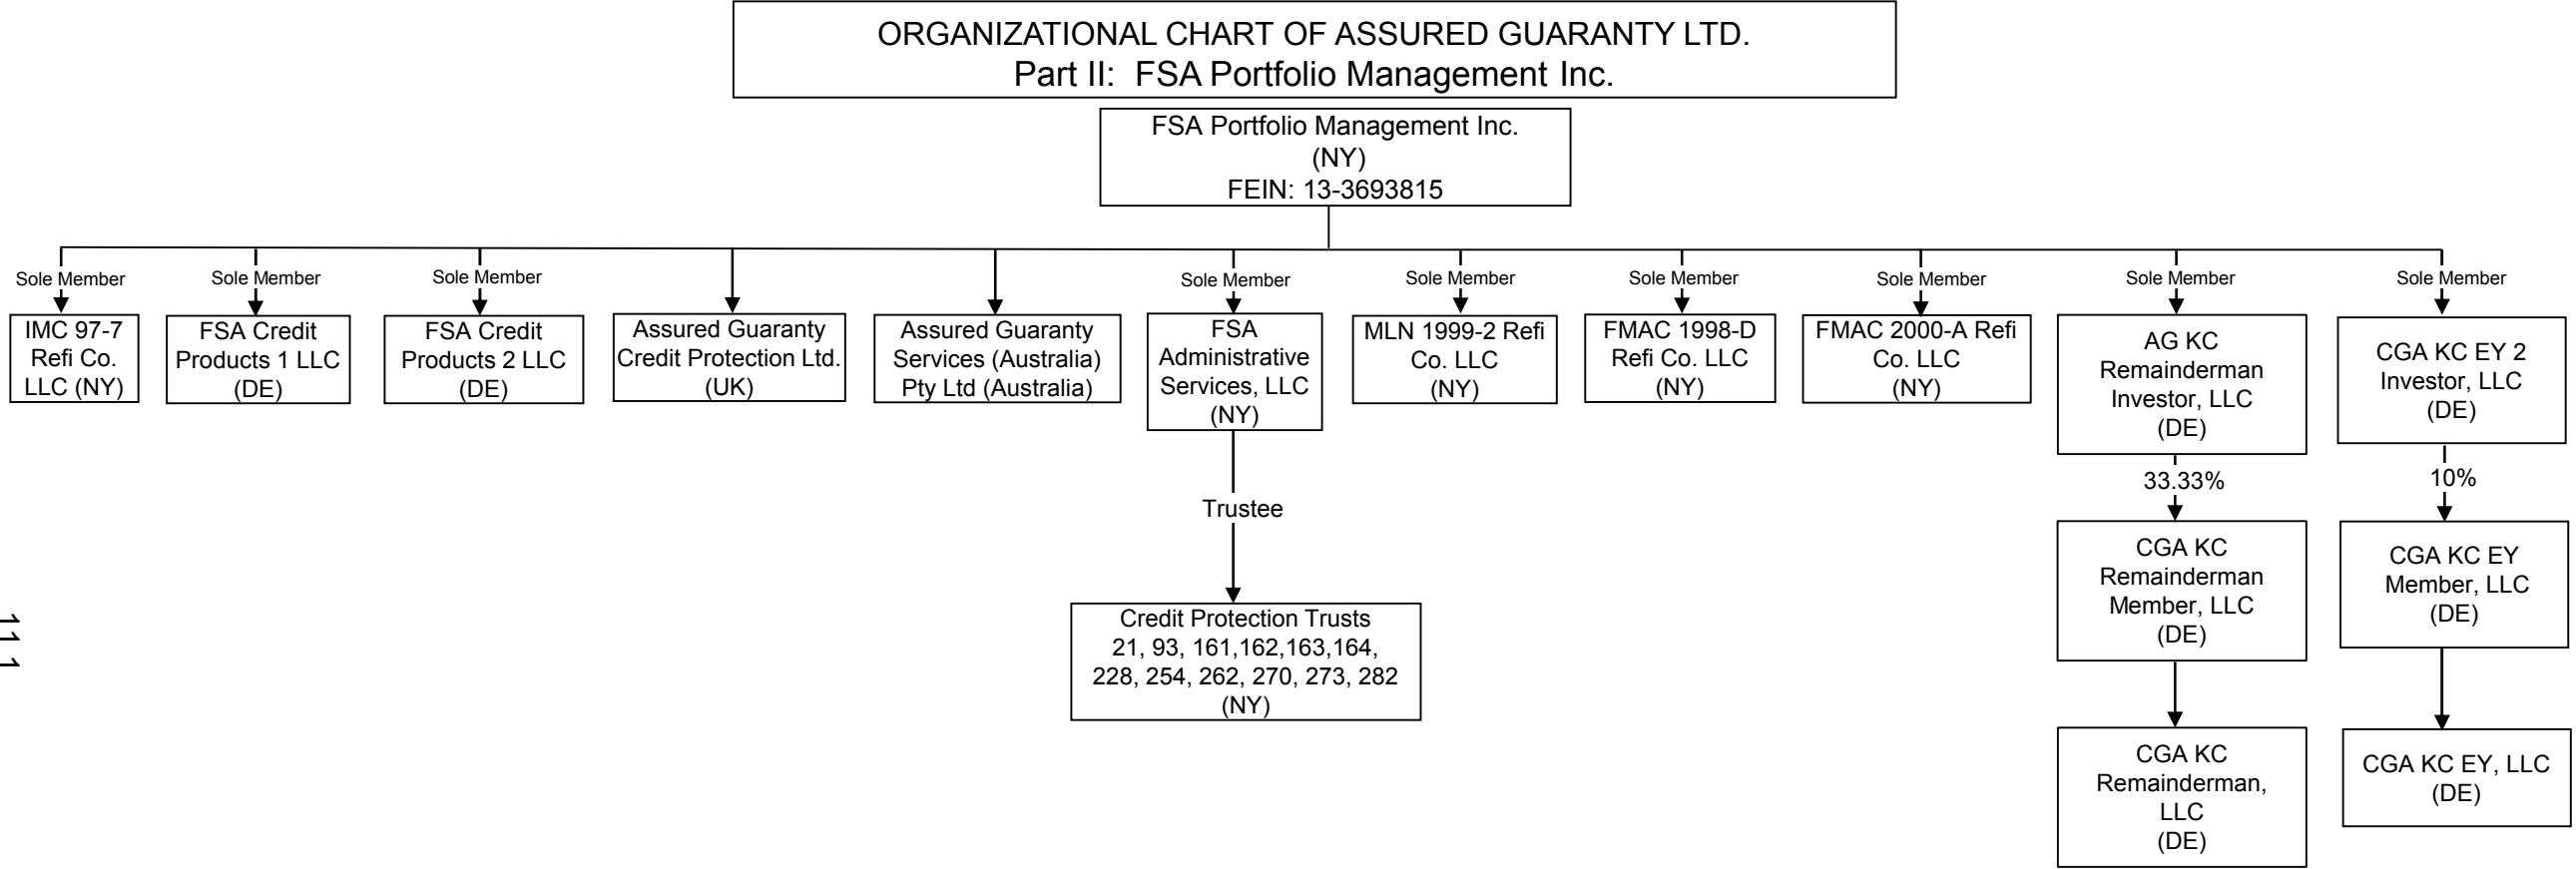 ORGANIZATIONAL CHART OF ASSURED GUARANTY LTD.
Part II: FSA Portfolio Management Inc.
FSA Portfolio Management Inc.
(NY)
FEIN: 13-3693815
Sole Member
IMC 97-7
Refi Co.
LLC (NY)
Sole Member
FSA Credit
Products 1 LLC
(DE)
Sole Member
FSA Credit
Products 2 LLC
(DE)
Assured Guaranty
Credit Protection Ltd.
(UK)
Assured Guaranty
Services (Australia)
Pty Ltd (Australia)
Sole Member
FSA
Administrative
Services, LLC
(NY)
Trustee
Credit Protection Trusts
21, 93, 161,162,163,164,
228, 254, 262, 270, 273, 282
(NY)
Sole Member
MLN 1999-2 Refi
Co. LLC
(NY)
Sole Member
FMAC 1998-D
Refi Co. LLC
(NY)
Sole Member
FMAC 2000-A Refi
Co. LLC
(NY)
Sole Member
AG KC
Remainderman
Investor, LLC
(DE)
33.33%
CGA KC
Remainderman
Member, LLC
(DE)
CGA KC
Remainderman,
LLC
(DE)
Sole Member
CGA KC EY 2
Investor, LLC
(DE)
10%
CGA KC EY
Member, LLC
(DE)
CGA KC EY, LLC
(DE)
11.1